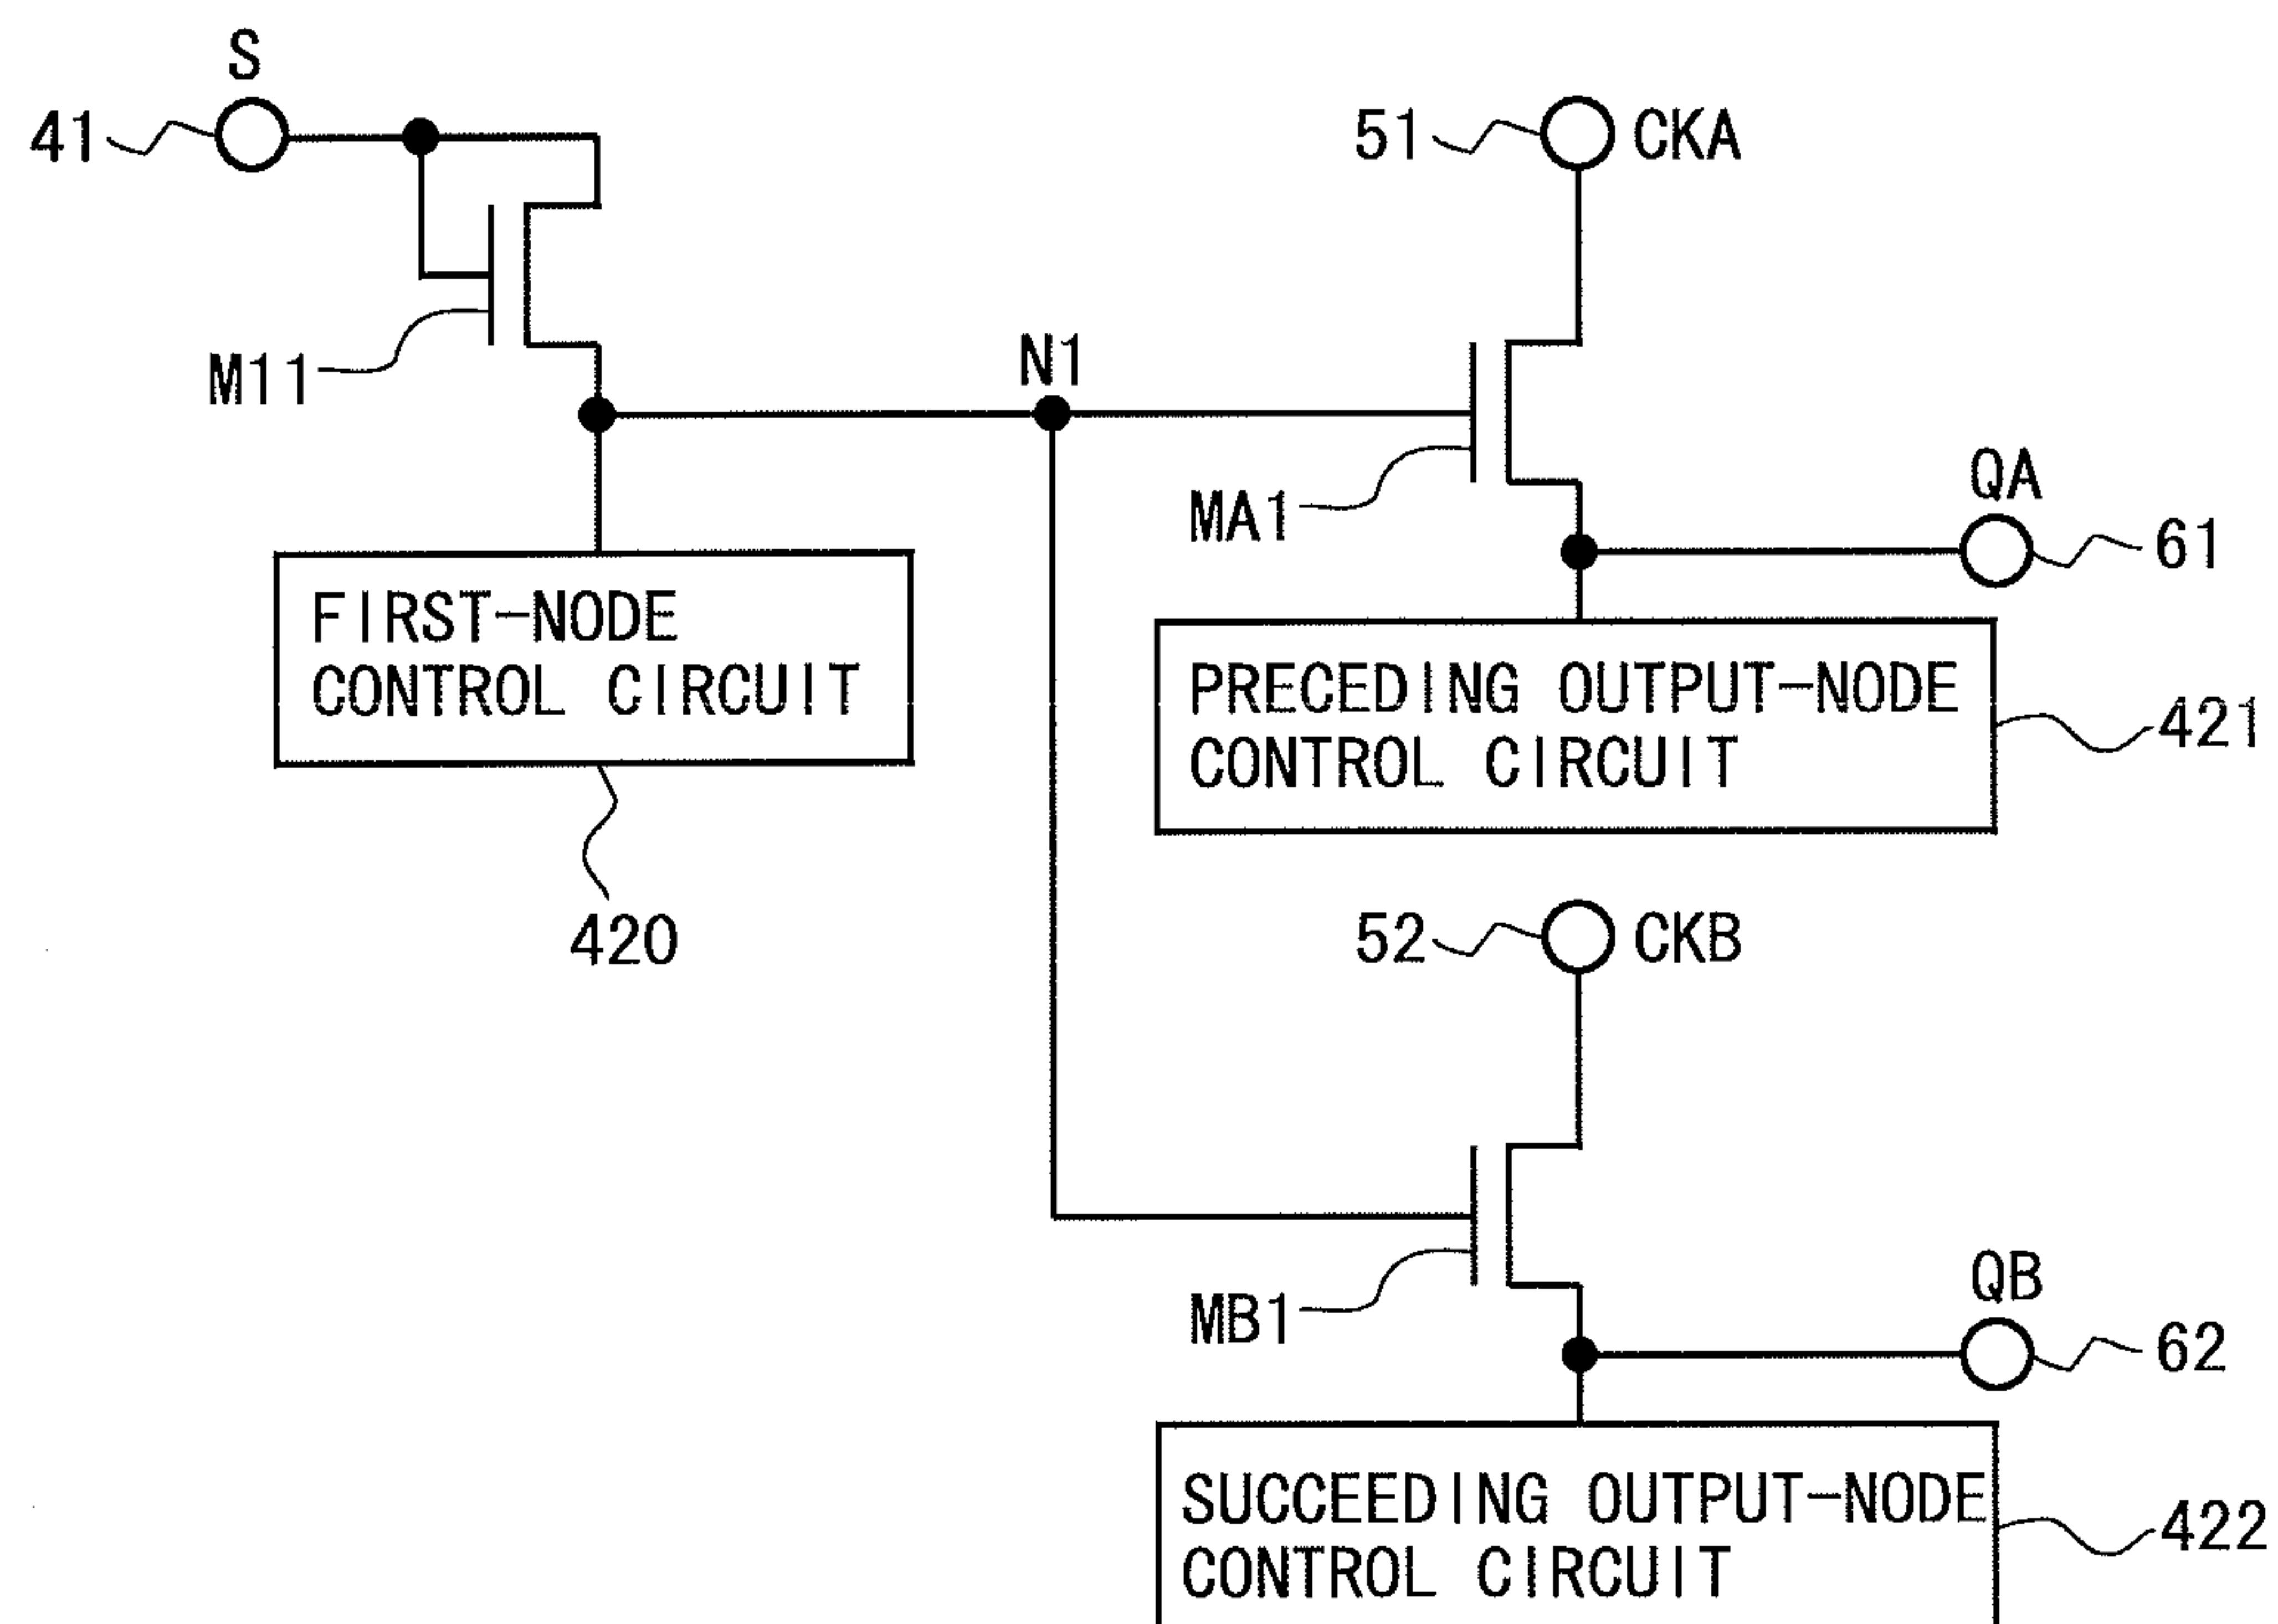 S
41
51
CKA
M11
N1
MA1
QA
61
FIRST-NODE
CONTROL CIRCUIT
PRECEDING OUTPUT-NODE
CONTROL CIRCUIT
421
420
52
CKB
MB1
QB
62
SUCCEEDING OUTPUT-NODE
CONTROL CIRCUIT
422